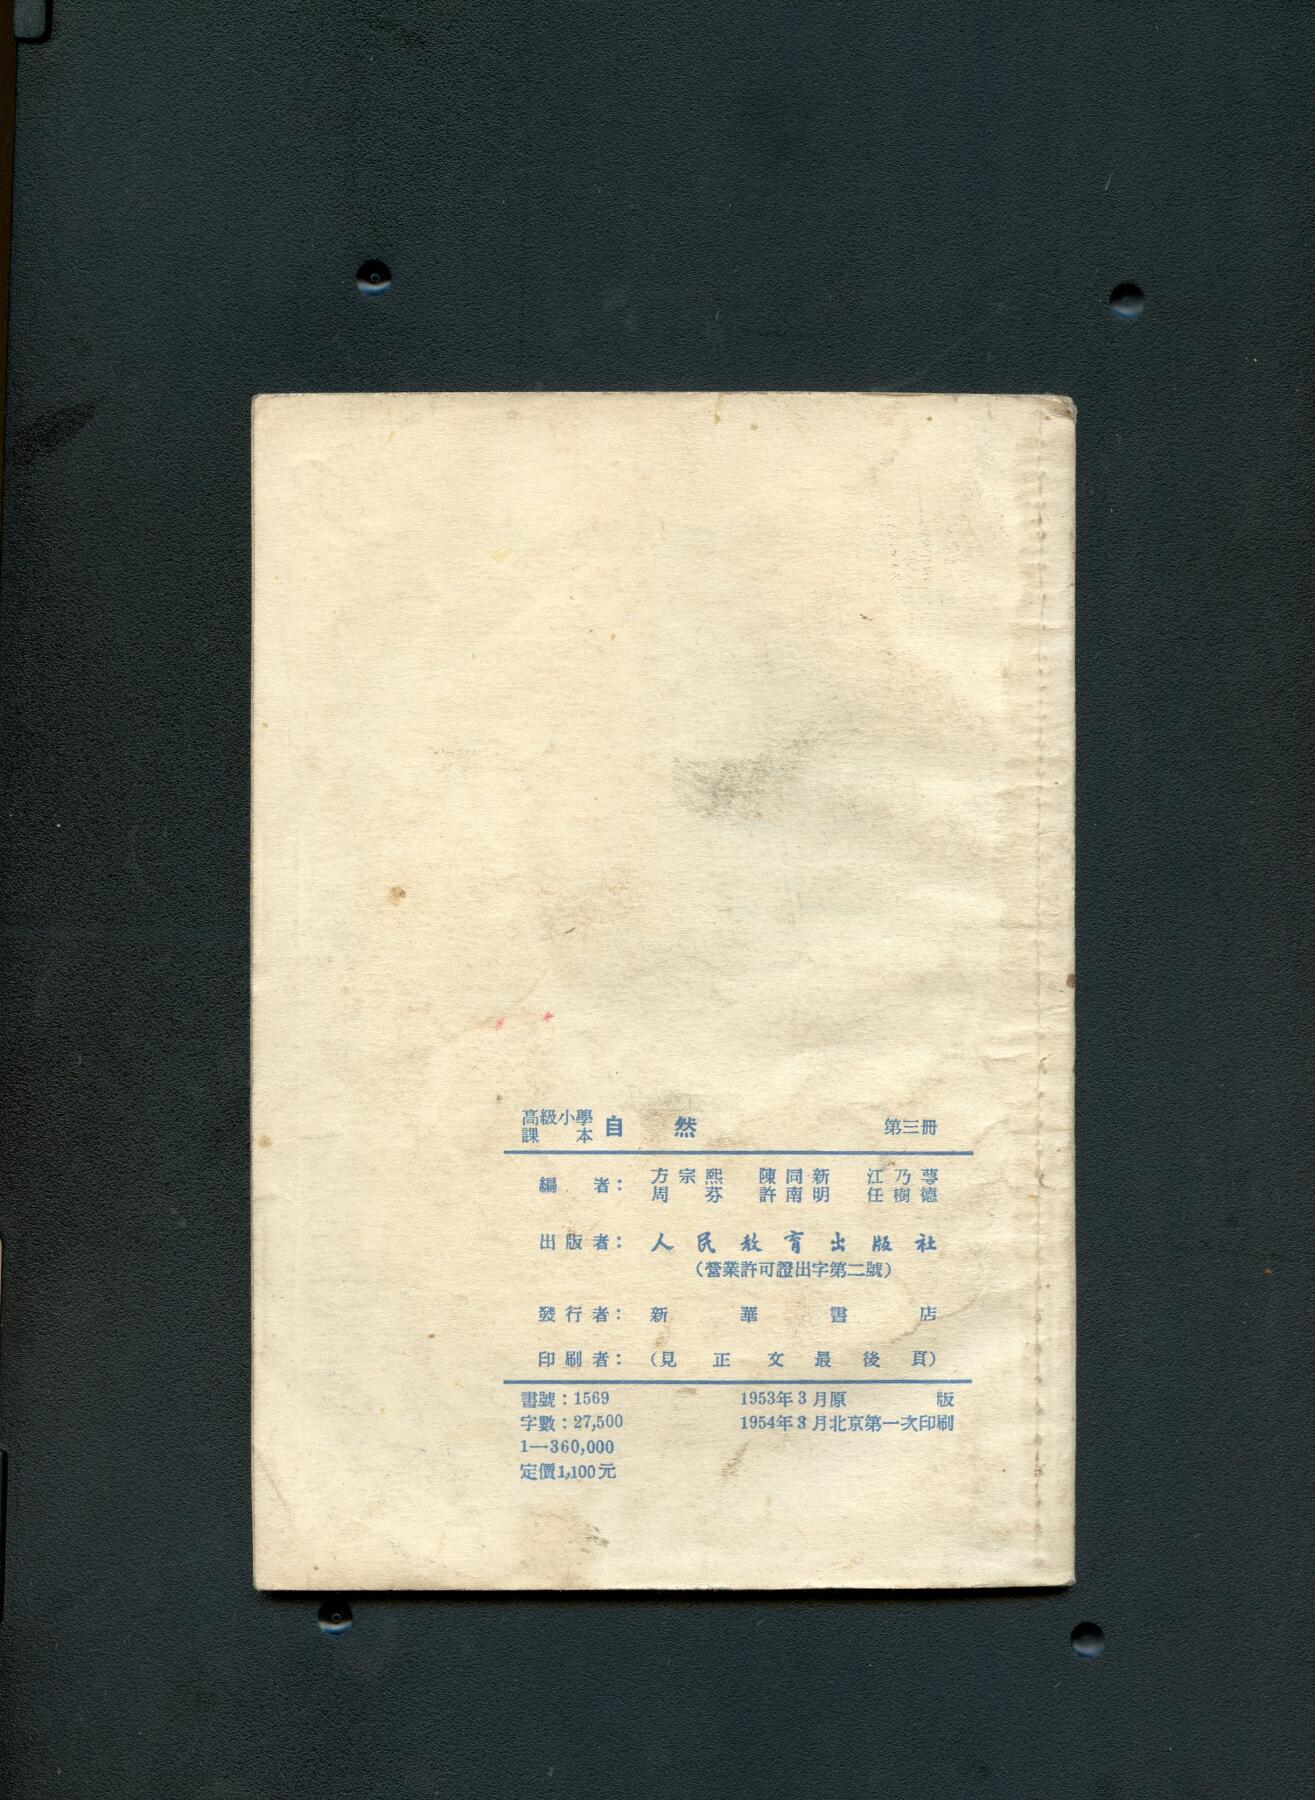 高級小學
課本 自然 第三冊
編者： 方宗熙 陳同新 江乃萼
周芬 許南明 任樹德
出版者： 人民教育出版社
（營業許可證出字第二號）
發行者： 新華書店
印刷者： （見正文最後頁）
書號：1569 1953年3月原版
字數：27,500 1954年3月北京第一次印刷
1—360,000
定價1,100元